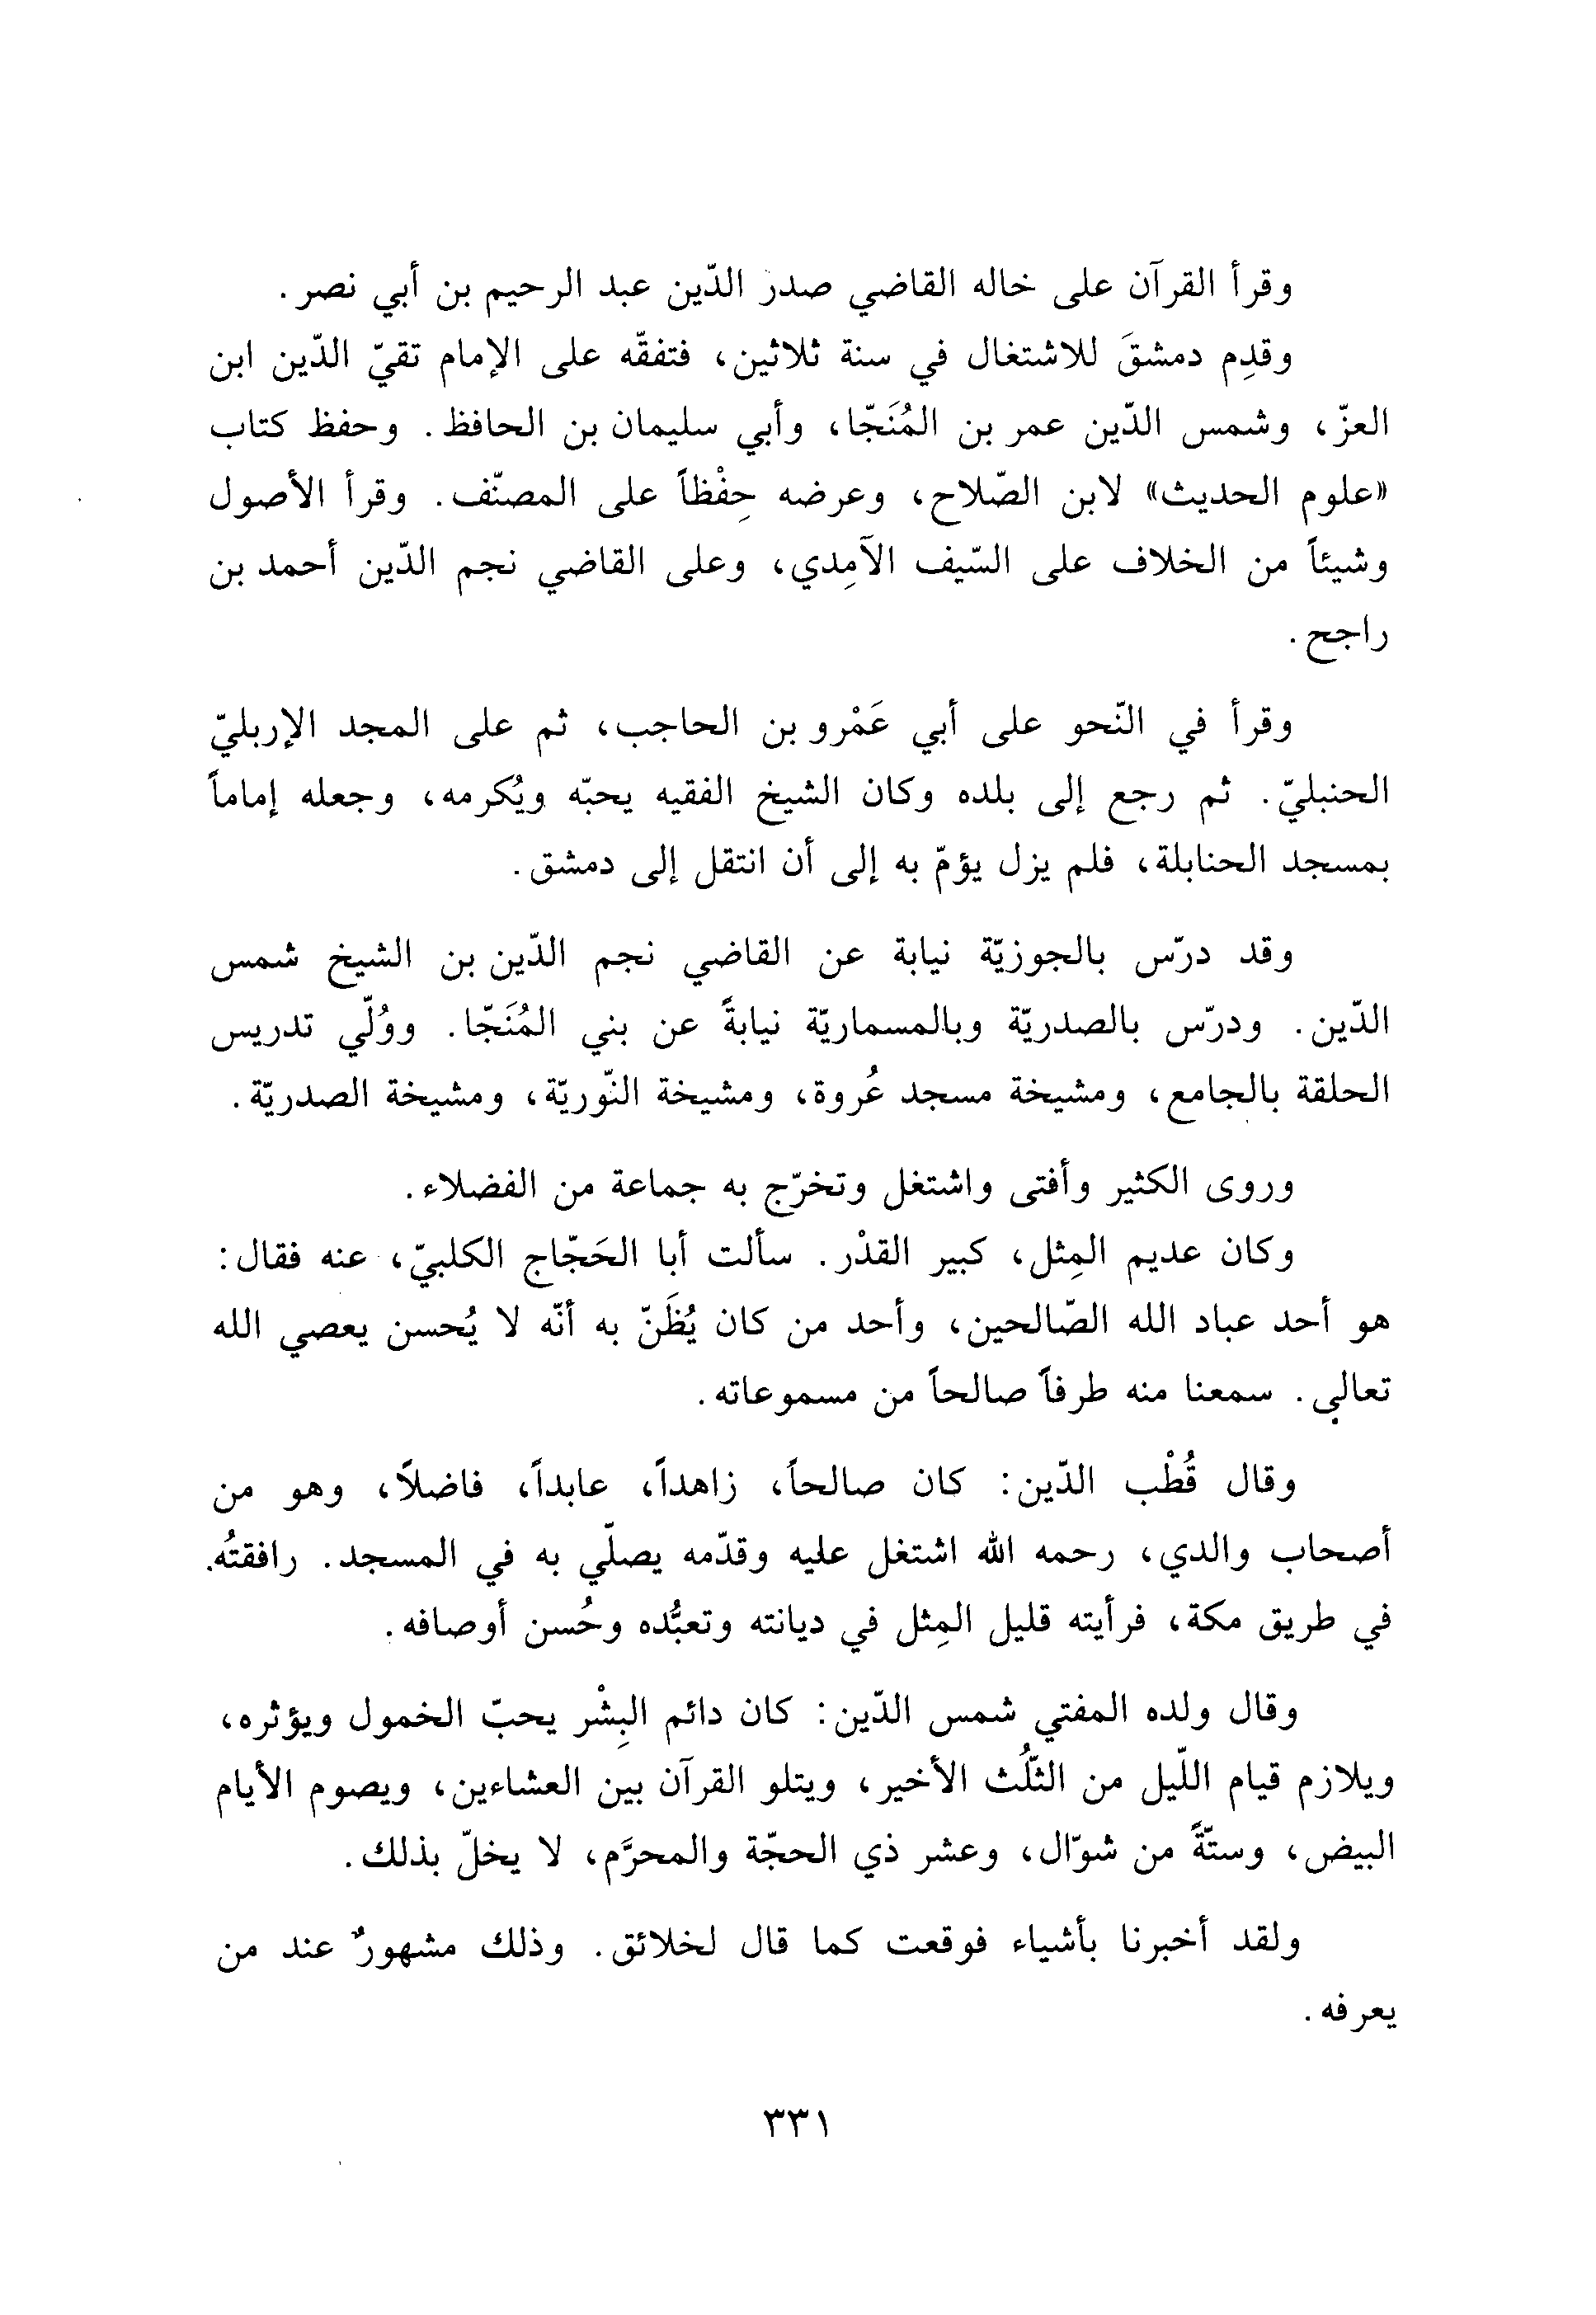 وقرأ القرآن على خاله القاضي صدر الدّين عبد الرحيم بن أبي نصر.
وقدِم دمشقَ للاشتغال في سنة ثلاثين، فتفقّه على الإمام تقيّ الدّين ابن
العزّ، وشمس الدّين عمر بن المُنَجّا، وأبي سليمان بن الحافظ. وحفظ كتاب
«علوم الحديث» لابن الصّلاح، وعرضه حِفْظاً على المصنّف. وقرأ الأصول
وشيئاً من الخلاف على السّيف الآمِدي، وعلى القاضي نجم الدّين أحمد بن
راجح.
وقرأ في النّحو على أبي عَمْرو بن الحاجب، ثم على المجد الإربليّ
الحنبليّ. ثم رجع إلى بلده وكان الشيخ الفقيه يحبّه ويُكرمه، وجعله إماماً
بمسجد الحنابلة، فلم يزل يؤمّ به إلى أن انتقل إلى دمشق.
وقد درّس بالجوزيّة نيابة عن القاضي نجم الدّين بن الشيخ شمس
الدّين. ودرّس بالصدريّة وبالمسماريّة نيابةً عن بني المُنَجّا. ووُلّي تدريس
الحلقة بالجامع، ومشيخة مسجد عُروة، ومشيخة النّوريّة، ومشيخة الصدريّة.
وروى الكثير وأفتى واشتغل وتخرّج به جماعة من الفضلاء.
وكان عديم المِثل، كبير القدْر. سألت أبا الحَجّاج الكلبيّ، عنه فقال:
هو أحد عباد الله الصّالحين، وأحد من كان يُظَنّ به أنّه لا يُحسن يعصي الله
تعالى. سمعنا منه طرفاً صالحاً من مسموعاته.
وقال قُطْب الدّين: كان صالحاً، زاهداً، عابداً، فاضلاً، وهو من
أصحاب والدي، رحمه الله اشتغل عليه وقدّمه يصلّي به في المسجد. رافقتُه
في طريق مكة، فرأيته قليل المِثل في ديانته وتعبُّده وحُسن أوصافه.
وقال ولده المفتي شمس الدّين: كان دائم البِشْر يحبّ الخمول ويؤثره،
ويلازم قيام اللّيل من الثّلُث الأخير، ويتلو القرآن بين العشاءين، ويصوم الأيام
البيض، وستّةً من شوّال، وعشر ذي الحجّة والمحرَّم، لا يخلّ بذلك.
ولقد أخبرنا بأشياء فوقعت كما قال لخلائق. وذلك مشهورٌ عند من
يعرفه.
٣٣١